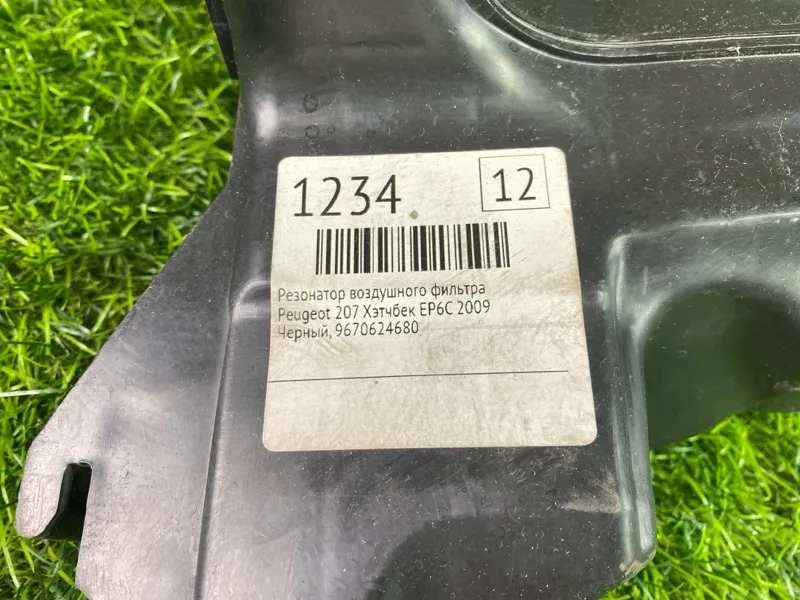 1234
12
Резонатор воздушного фильтра
Peugeot 207 Хэтчбек EP6C 2009
Черный, 9670624680